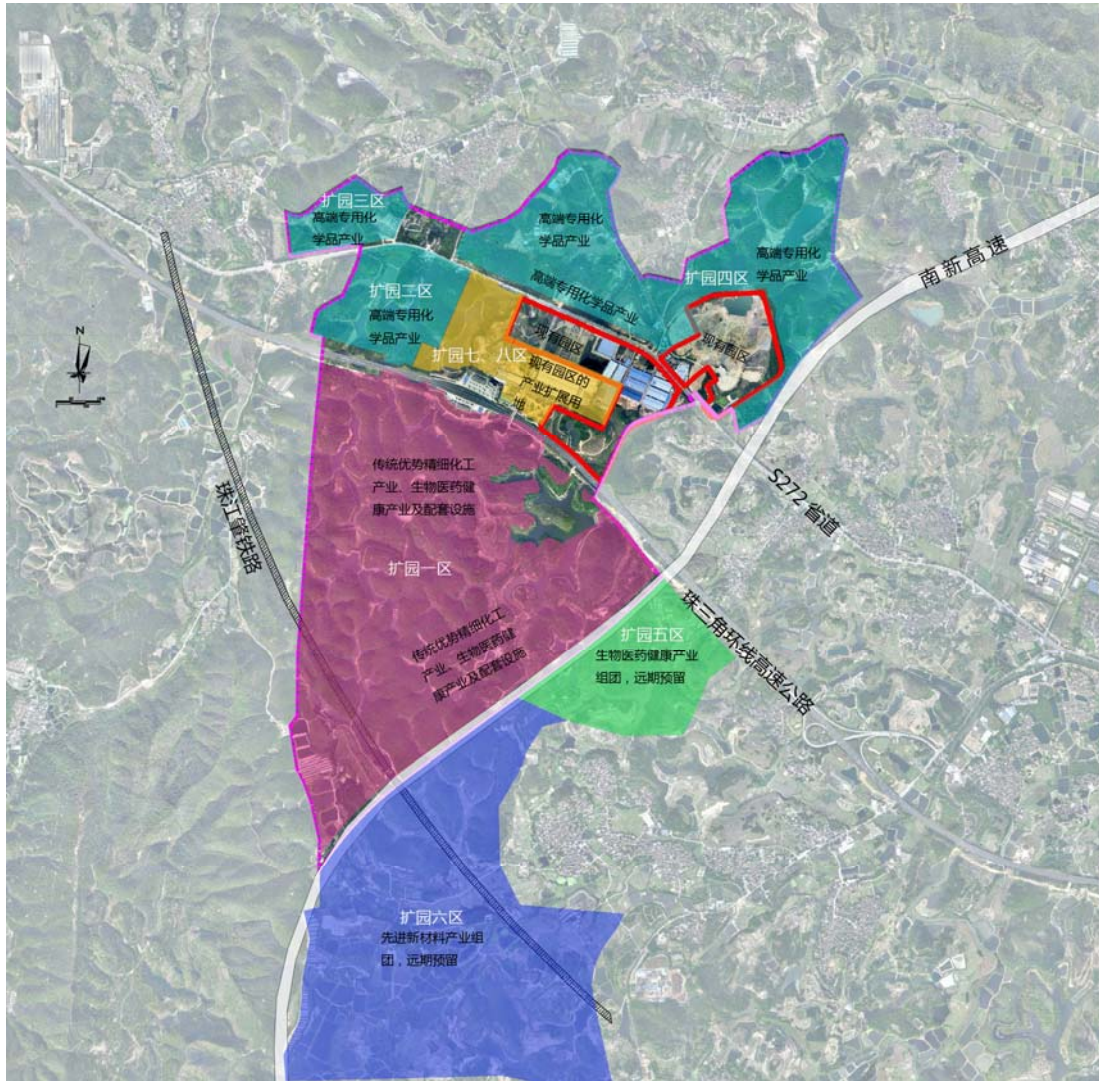 扩园三区
高端专用化
学品产业
高端专用化
学品产业
高端专用化
学品产业
南新高速
扩园四区
高端专用化学品产业
扩园二区
高端专用化
学品产业
现有园区
现有园区
N
扩园七、八区
现有园区的
产业扩展用
地
传统优势精细化工
产业、生物医药健
康产业及配套设施
S272省道
珠江肇铁路
扩园一区
传统优势精细化工
产业、生物医药健
康产业及配套设施
扩园五区
生物医药健康产业
组团，远期预留
珠三角环线高速公路
扩园六区
先进新材料产业组
团，远期预留